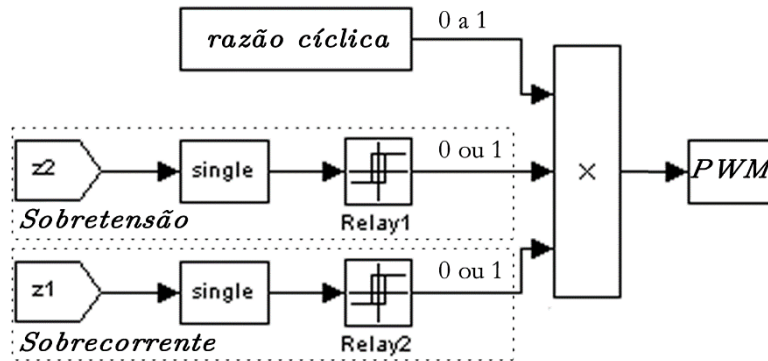 razão cíclica
0 a 1
z2
single
0 ou 1
Sobretensão
Relay1
×
PWM
z1
single
0 ou 1
Sobrecorrente
Relay2